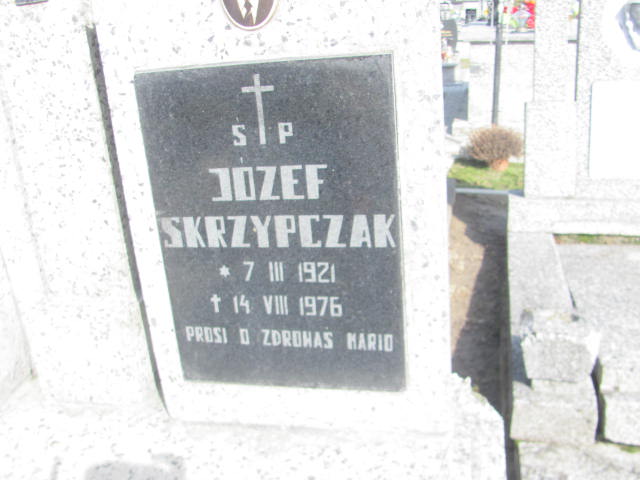 Ś P
JÓZEF
SKRZYPCZAK
* 7 III 1921
† 14 VIII 1976
PROSI O ZDROWAŚ MARIO